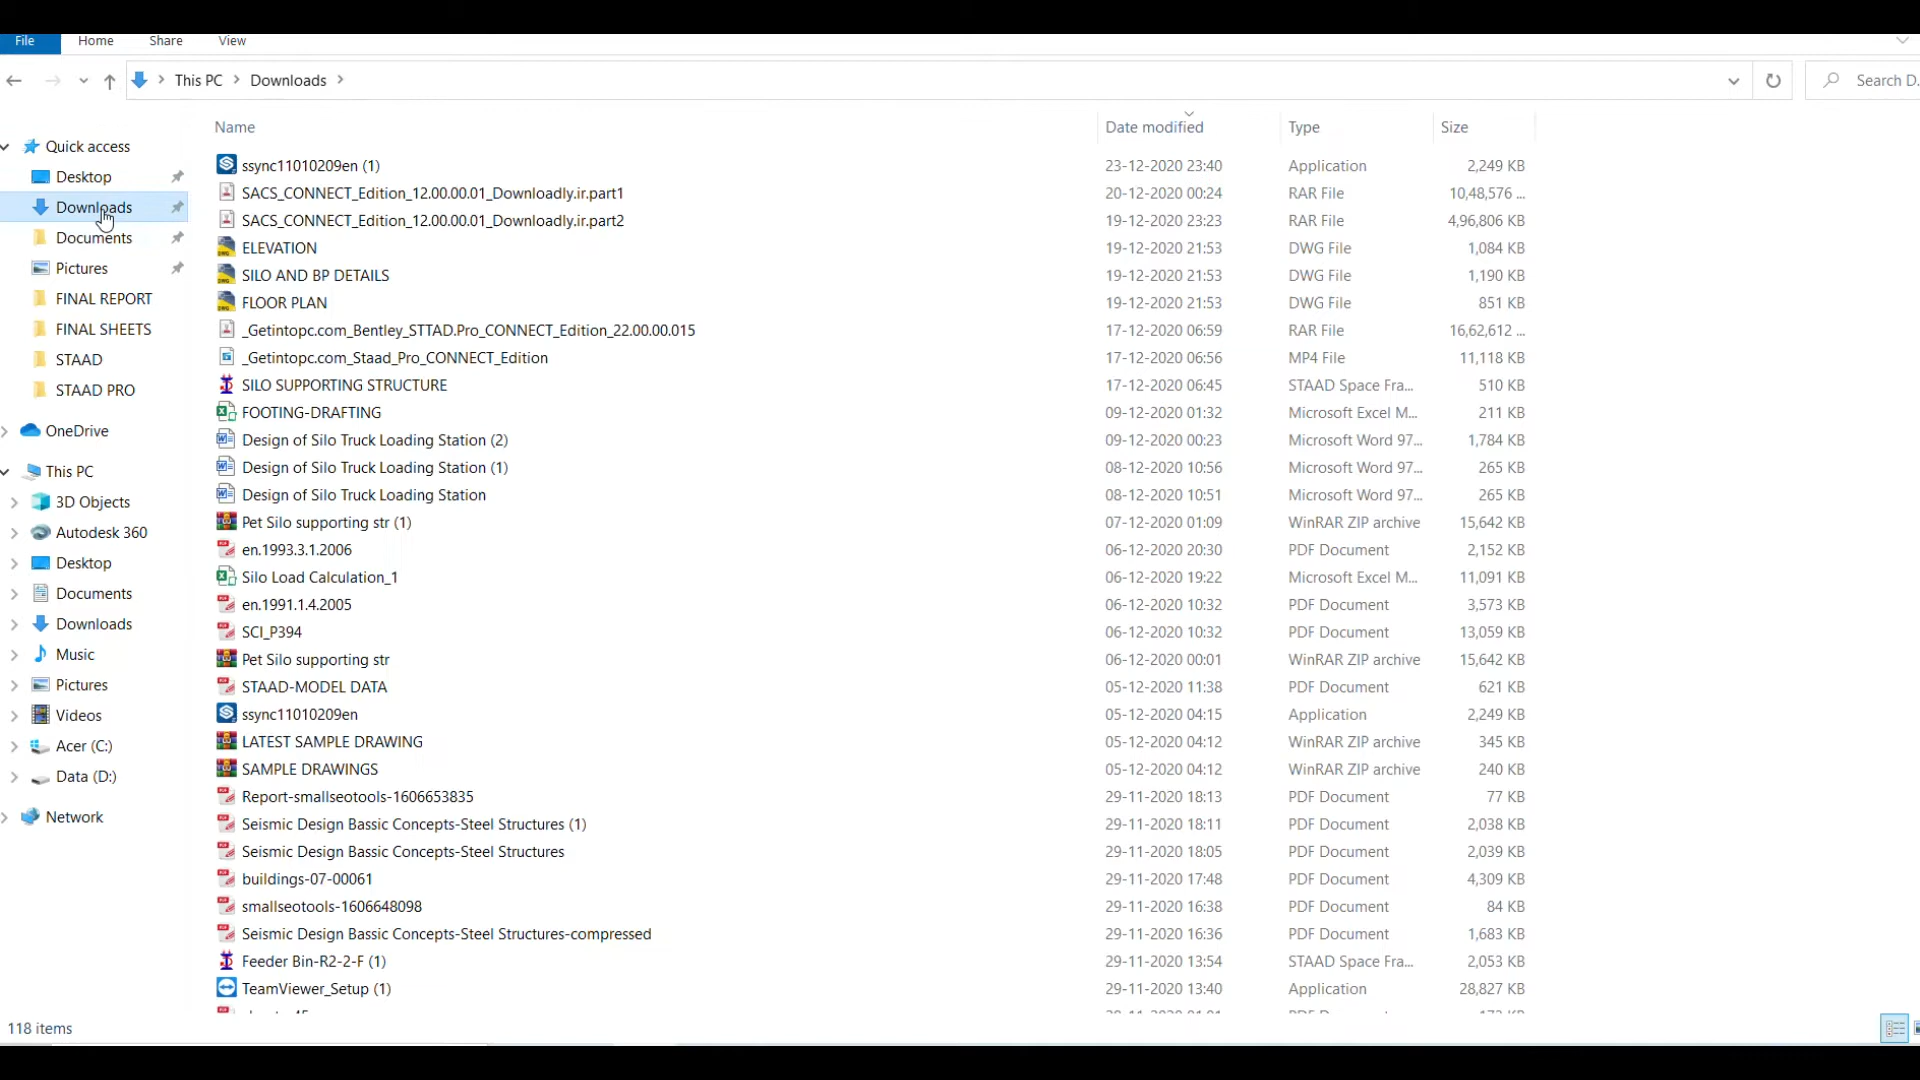 File Home Share View
This PC Downloads Search D...
Name Date modified Type Size
Quick access
Desktop
Downloads
Documents
Pictures
FINAL REPORT
FINAL SHEETS
STAAD
STAAD PRO
OneDrive
This PC
3D Objects
Autodesk 360
Desktop
Documents
Downloads
Music
Pictures
Videos
Acer (C:)
Data (D:)
Network
ssync11010209en (1) 23-12-2020 23:40 Application 2,249 KB
SACS_CONNECT_Edition_12.00.00.01_Downloadly.ir.part1 20-12-2020 00:24 RAR File 10,48,576 ...
SACS_CONNECT_Edition_12.00.00.01_Downloadly.ir.part2 19-12-2020 23:23 RAR File 4,96,806 KB
ELEVATION 19-12-2020 21:53 DWG File 1,084 KB
SILO AND BP DETAILS 19-12-2020 21:53 DWG File 1,190 KB
FLOOR PLAN 19-12-2020 21:53 DWG File 851 KB
_Getintopc.com_Bentley_STTAD.Pro_CONNECT_Edition_22.00.00.015 17-12-2020 06:59 RAR File 16,62,612 ...
_Getintopc.com_Staad_Pro_CONNECT_Edition 17-12-2020 06:56 MP4 File 11,118 KB
SILO SUPPORTING STRUCTURE 17-12-2020 06:45 STAAD Space Fra... 510 KB
FOOTING-DRAFTING 09-12-2020 01:32 Microsoft Excel M... 211 KB
Design of Silo Truck Loading Station (2) 09-12-2020 00:23 Microsoft Word 97... 1,784 KB
Design of Silo Truck Loading Station (1) 08-12-2020 10:56 Microsoft Word 97... 265 KB
Design of Silo Truck Loading Station 08-12-2020 10:51 Microsoft Word 97... 265 KB
Pet Silo supporting str (1) 07-12-2020 01:09 WinRAR ZIP archive 15,642 KB
en.1993.3.1.2006 06-12-2020 20:30 PDF Document 2,152 KB
Silo Load Calculation_1 06-12-2020 19:22 Microsoft Excel M... 11,091 KB
en.1991.1.4.2005 06-12-2020 10:32 PDF Document 3,573 KB
SCI_P394 06-12-2020 10:32 PDF Document 13,059 KB
Pet Silo supporting str 06-12-2020 00:01 WinRAR ZIP archive 15,642 KB
STAAD-MODEL DATA 05-12-2020 11:38 PDF Document 621 KB
ssync11010209en 05-12-2020 04:15 Application 2,249 KB
LATEST SAMPLE DRAWING 05-12-2020 04:12 WinRAR ZIP archive 345 KB
SAMPLE DRAWINGS 05-12-2020 04:12 WinRAR ZIP archive 240 KB
Report-smallseotools-1606653835 29-11-2020 18:13 PDF Document 77 KB
Seismic Design Bassic Concepts-Steel Structures (1) 29-11-2020 18:11 PDF Document 2,038 KB
Seismic Design Bassic Concepts-Steel Structures 29-11-2020 18:05 PDF Document 2,039 KB
buildings-07-00061 29-11-2020 17:48 PDF Document 4,309 KB
smallseotools-1606648098 29-11-2020 16:38 PDF Document 84 KB
Seismic Design Bassic Concepts-Steel Structures-compressed 29-11-2020 16:36 PDF Document 1,683 KB
Feeder Bin-R2-2-F (1) 29-11-2020 13:54 STAAD Space Fra... 2,053 KB
TeamViewer_Setup (1) 29-11-2020 13:40 Application 28,827 KB
118 items